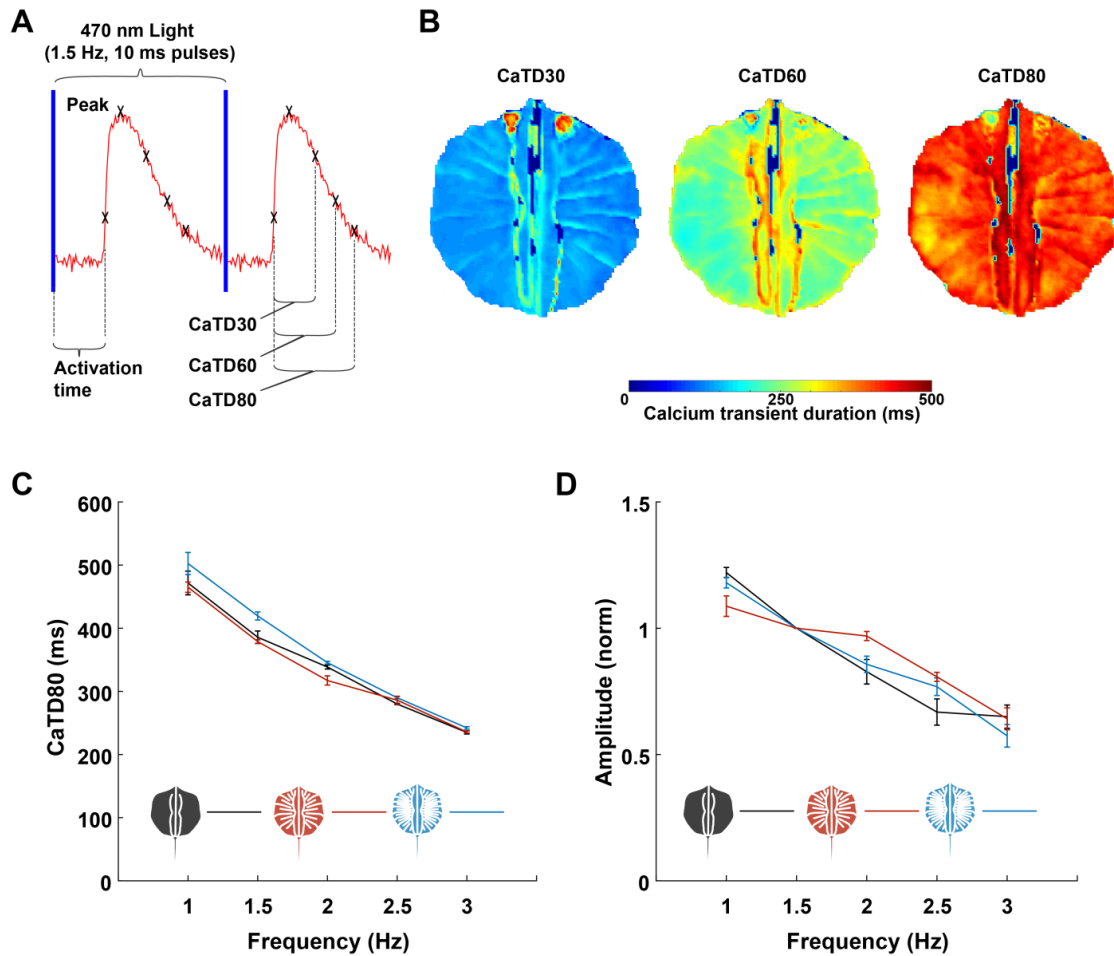 A
470 nm Light
(1.5 Hz, 10 ms pulses)
Peak
X
X
X
X
X
X
X
X
X
X
CaTD30
CaTD60
CaTD80
Activation
time
B
CaTD30
CaTD60
CaTD80
0
250
500
Calcium transient duration (ms)
C
600
500
400
300
200
100
0
CaTD80 (ms)
1
1.5
2
2.5
3
Frequency (Hz)
D
1.5
1
0.5
0
Amplitude (norm)
1
1.5
2
2.5
3
Frequency (Hz)